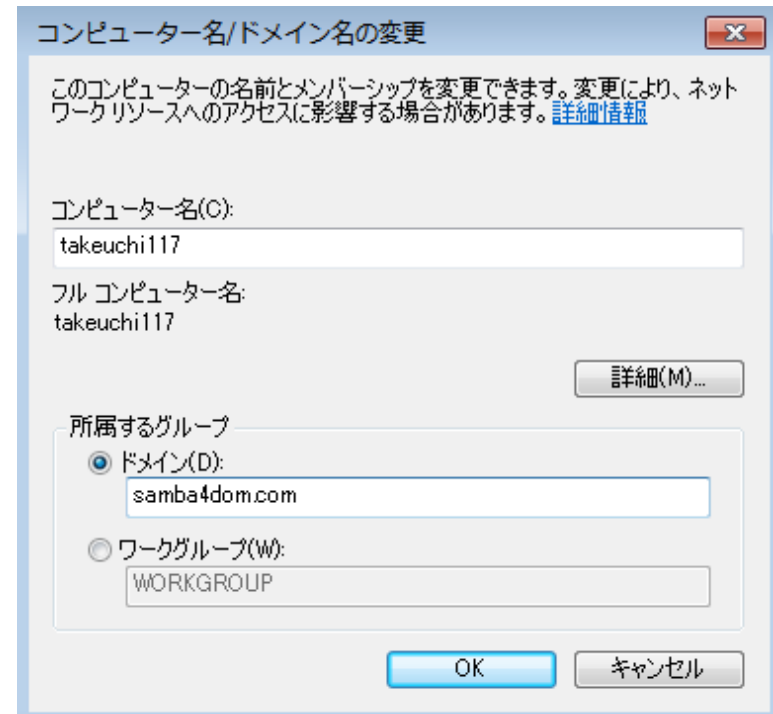 コンピューター名/ドメイン名の変更
このコンピューターの名前とメンバーシップを変更できます。変更により、ネット
ワーク リソースへのアクセスに影響する場合があります。詳細情報
コンピューター名(C):
takeuchi117
フル コンピューター名:
takeuchi117
詳細(M)...
所属するグループ
ドメイン(D):
samba4dom.com
ワークグループ(W):
WORKGROUP
OK キャンセル